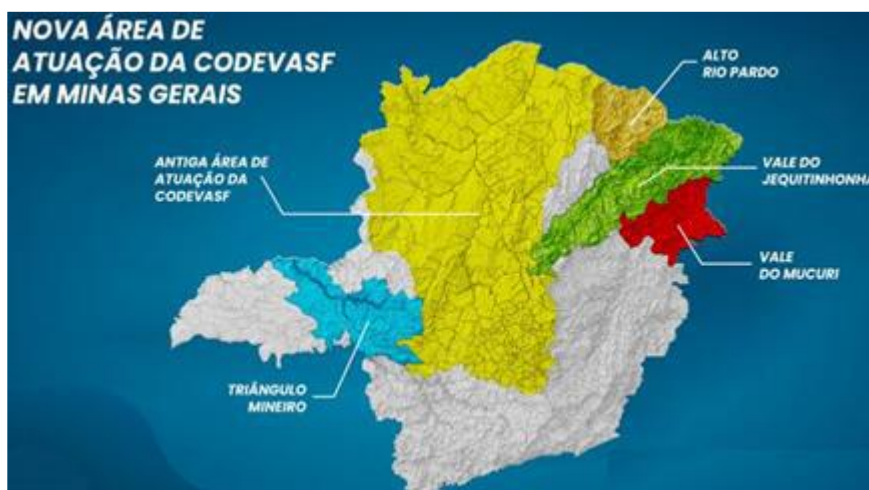 NOVA ÁREA DE
ATUAÇÃO DA CODEVASF
EM MINAS GERAIS
ALTO
RIO PARDO
ANTIGA ÁREA DE
ATUAÇÃO DA
CODEVASF
VALE DO
JEQUITINHONHA
VALE
DO MUCURI
TRIÂNGULO
MINEIRO